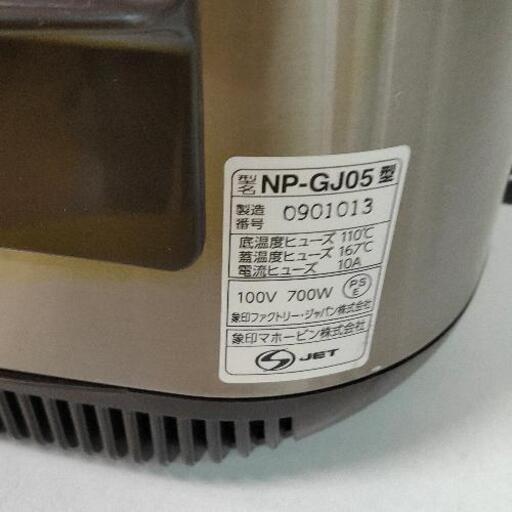 型名 NP-GJ05 型
製造番号 0901013
底温度ヒューズ 110℃
蓋温度ヒューズ 167℃
電流ヒューズ 10A
100V 700W PSE
象印ファクトリー・ジャパン株式会社
象印マホービン株式会社
S JET